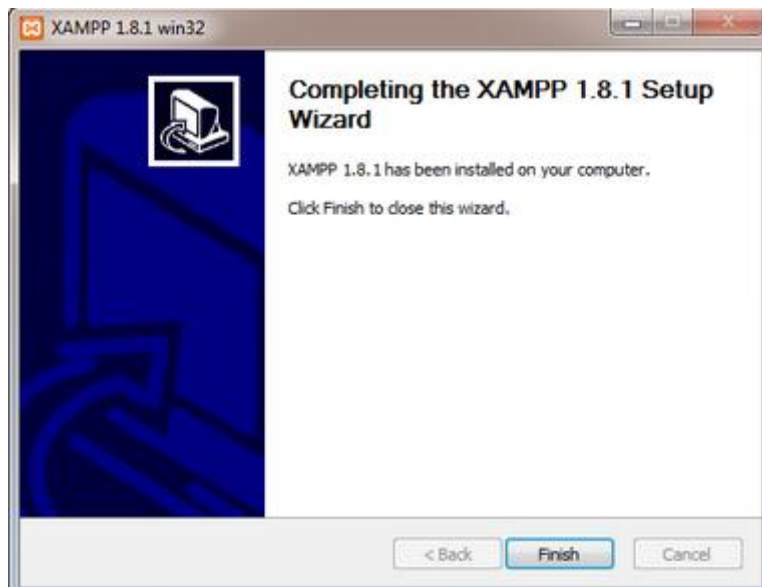 XAMPP 1.8.1 win32
Completing the XAMPP 1.8.1 Setup
Wizard
XAMPP 1.8.1 has been installed on your computer.
Click Finish to close this wizard.
< Back
Finish
Cancel